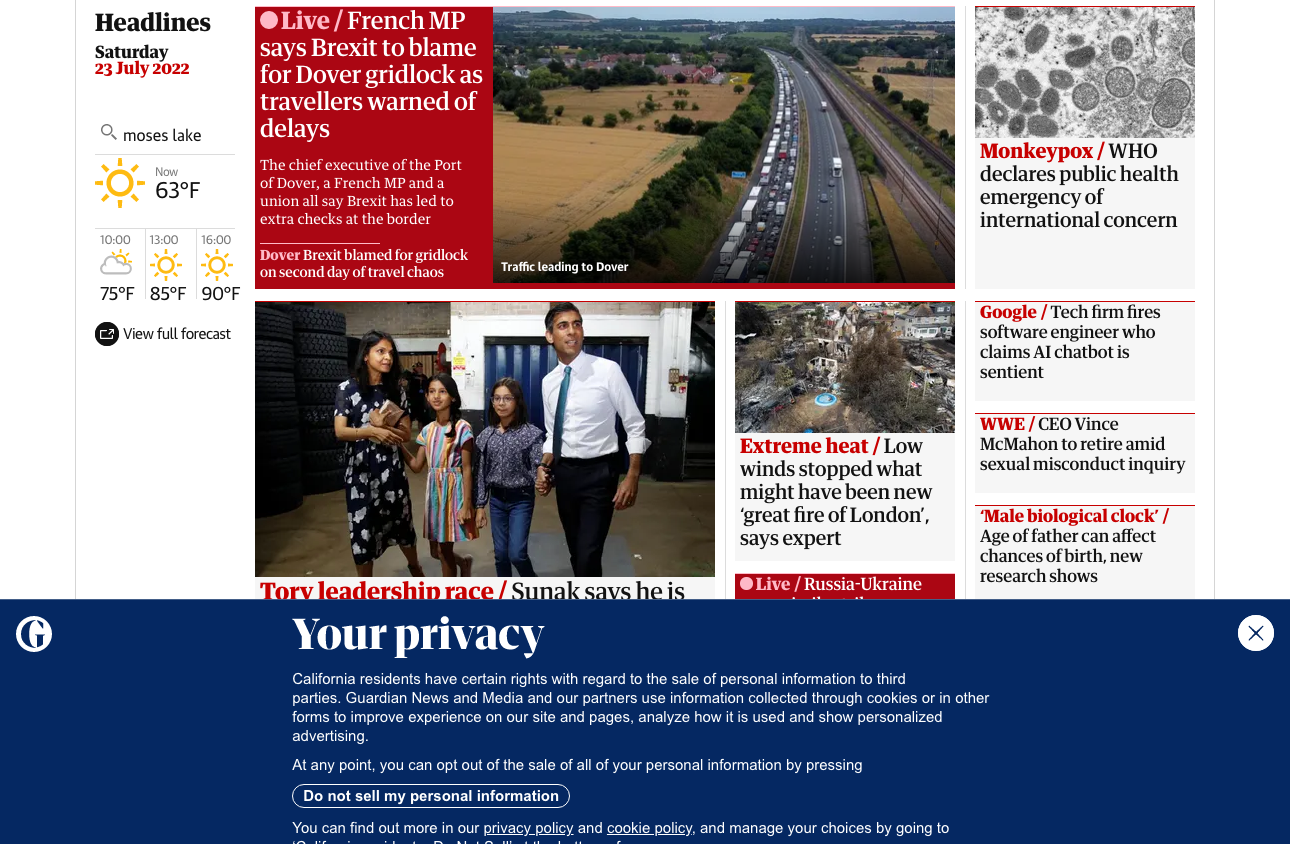 Headlines
Saturday
23 July 2022
moses lake
Now
63°F
10:00
13:00
16:00
75°F
85°F
90°F
View full forecast
Live / French MP
says Brexit to blame
for Dover gridlock as
travellers warned of
delays
The chief executive of the Port
of Dover, a French MP and a
union all say Brexit has led to
extra checks at the border
Dover Brexit blamed for gridlock
on second day of travel chaos
Traffic leading to Dover
Monkeypox / WHO
declares public health
emergency of
international concern
Tory leadership race / Sunak says he is
Extreme heat / Low
winds stopped what
might have been new
‘great fire of London’,
says expert
Live / Russia-Ukraine
Google / Tech firm fires
software engineer who
claims AI chatbot is
sentient
WWE / CEO Vince
McMahon to retire amid
sexual misconduct inquiry
‘Male biological clock’ /
Age of father can affect
chances of birth, new
research shows
Your privacy
California residents have certain rights with regard to the sale of personal information to third
parties. Guardian News and Media and our partners use information collected through cookies or in other
forms to improve experience on our site and pages, analyze how it is used and show personalized
advertising.
At any point, you can opt out of the sale of all of your personal information by pressing
Do not sell my personal information
You can find out more in our privacy policy and cookie policy, and manage your choices by going to